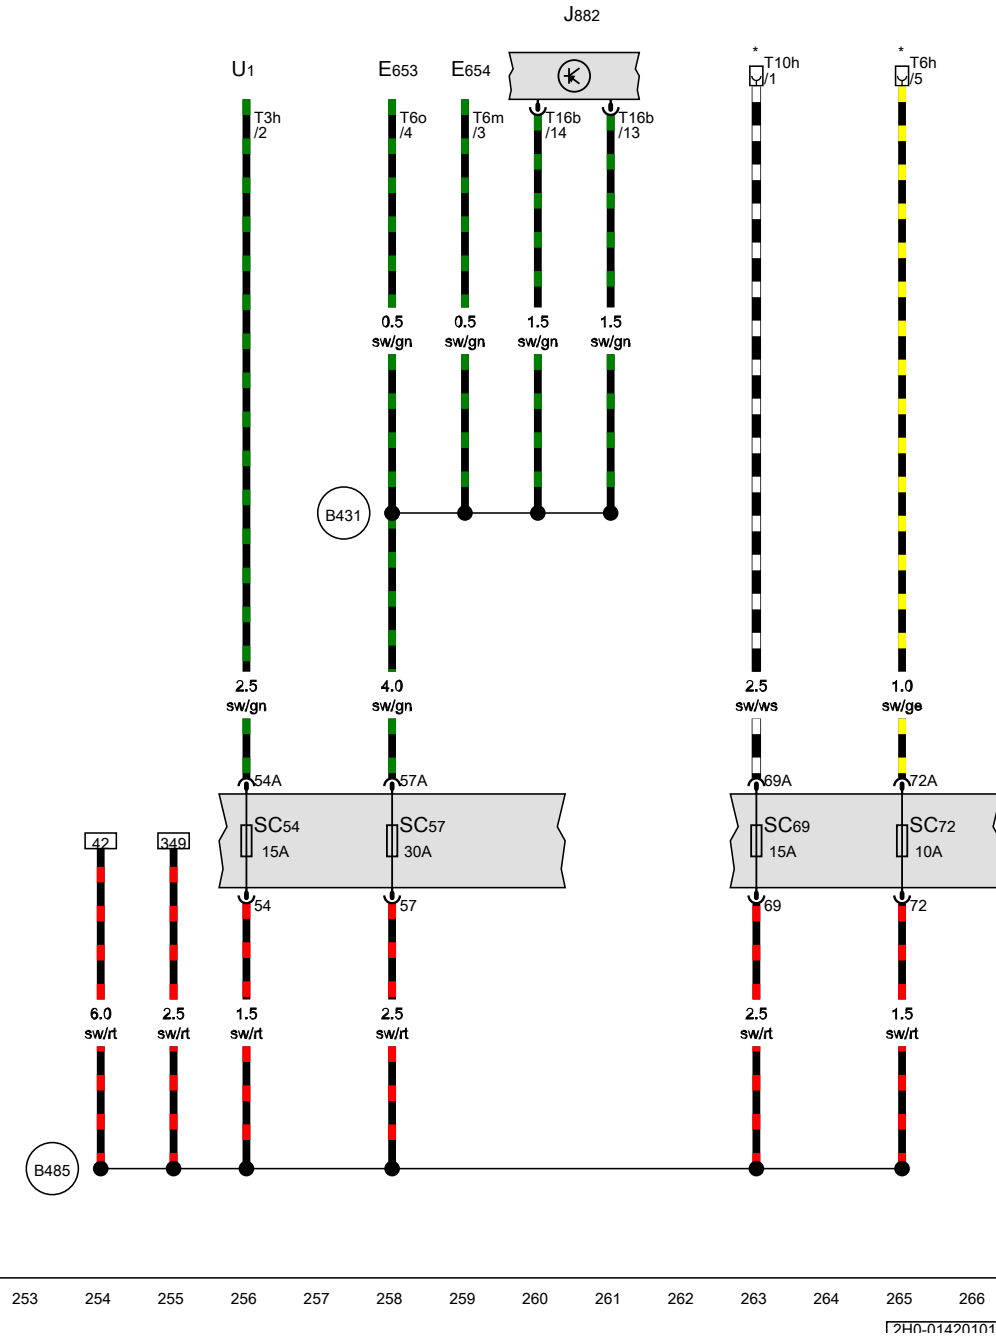 J882
U1
E653
E654
*
T10h
/1
*
T6h
/5
T3h
/2
T6o
/4
T6m
/3
T16b
/14
T16b
/13
0.5
sw/gn
0.5
sw/gn
1.5
sw/gn
1.5
sw/gn
B431
2.5
sw/gn
4.0
sw/gn
2.5
sw/ws
1.0
sw/ge
54A
57A
69A
72A
SC54
15A
SC57
30A
SC69
15A
SC72
10A
42
349
54
57
69
72
6.0
sw/rt
2.5
sw/rt
1.5
sw/rt
2.5
sw/rt
2.5
sw/rt
1.5
sw/rt
B485
253 254 255 256 257 258 259 260 261 262 263 264 265 266
2H0-01420101